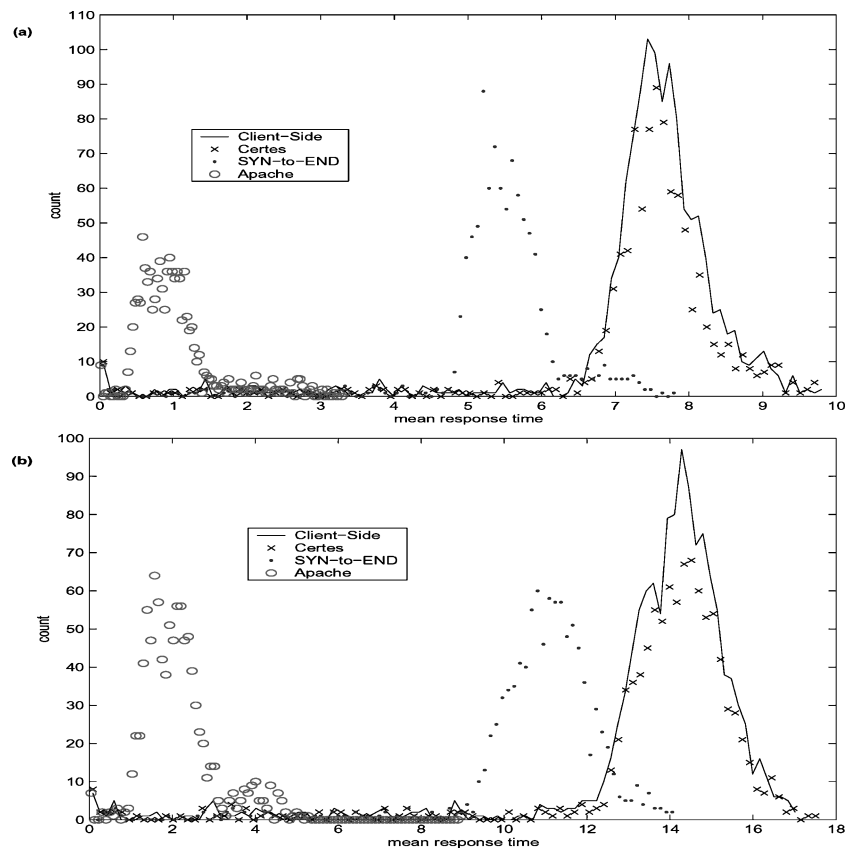 (a)
110
100
90
80
70
60
50
40
30
20
10
0
count
Client-Side
Certes
SYN-to-END
Apache
0 1 2 3 4 5 6 7 8 9 10
mean response time
(b)
100
90
80
70
60
50
40
30
20
10
0
count
Client-Side
Certes
SYN-to-END
Apache
0 2 4 6 8 10 12 14 16 18
mean response time